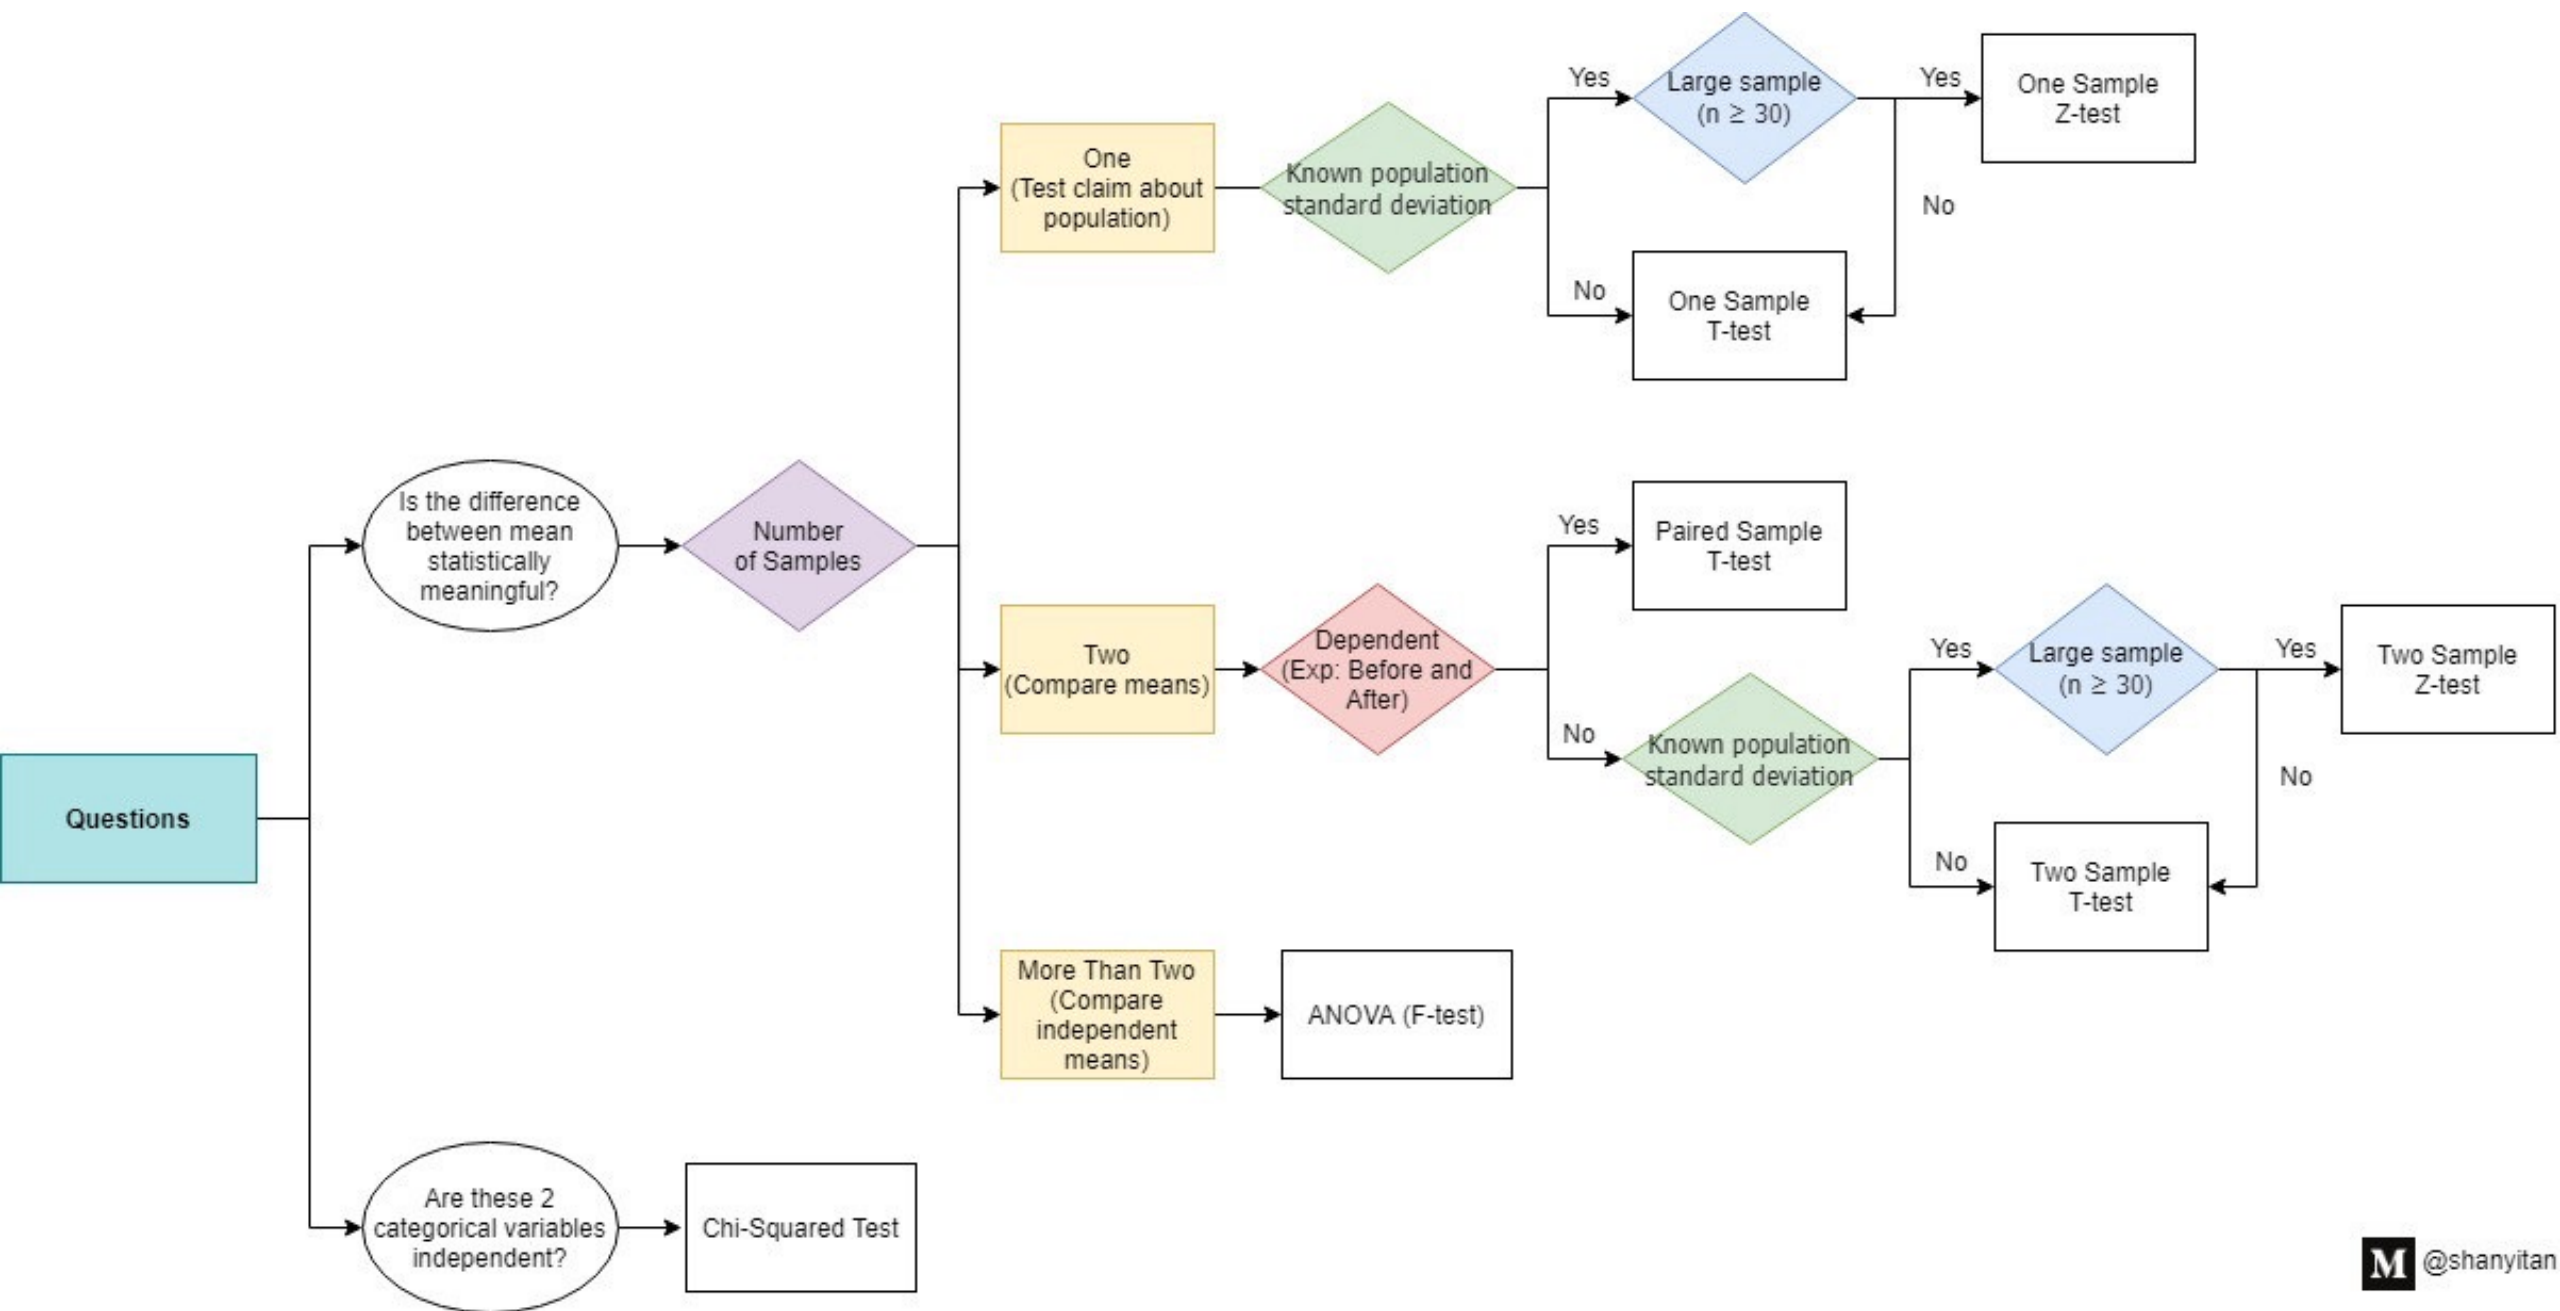 Questions
Is the difference
between mean
statistically
meaningful?
Number
of Samples
One
(Test claim about
population)
Known population
standard deviation
Yes
Large sample
(n ≥ 30)
Yes
One Sample
Z-test
No
No
One Sample
T-test
Two
(Compare means)
Dependent
(Exp: Before and
After)
Yes
Paired Sample
T-test
No
Known population
standard deviation
Yes
Large sample
(n ≥ 30)
Yes
Two Sample
Z-test
No
No
Two Sample
T-test
More Than Two
(Compare
independent
means)
ANOVA (F-test)
Are these 2
categorical variables
independent?
Chi-Squared Test
M @shanyitan